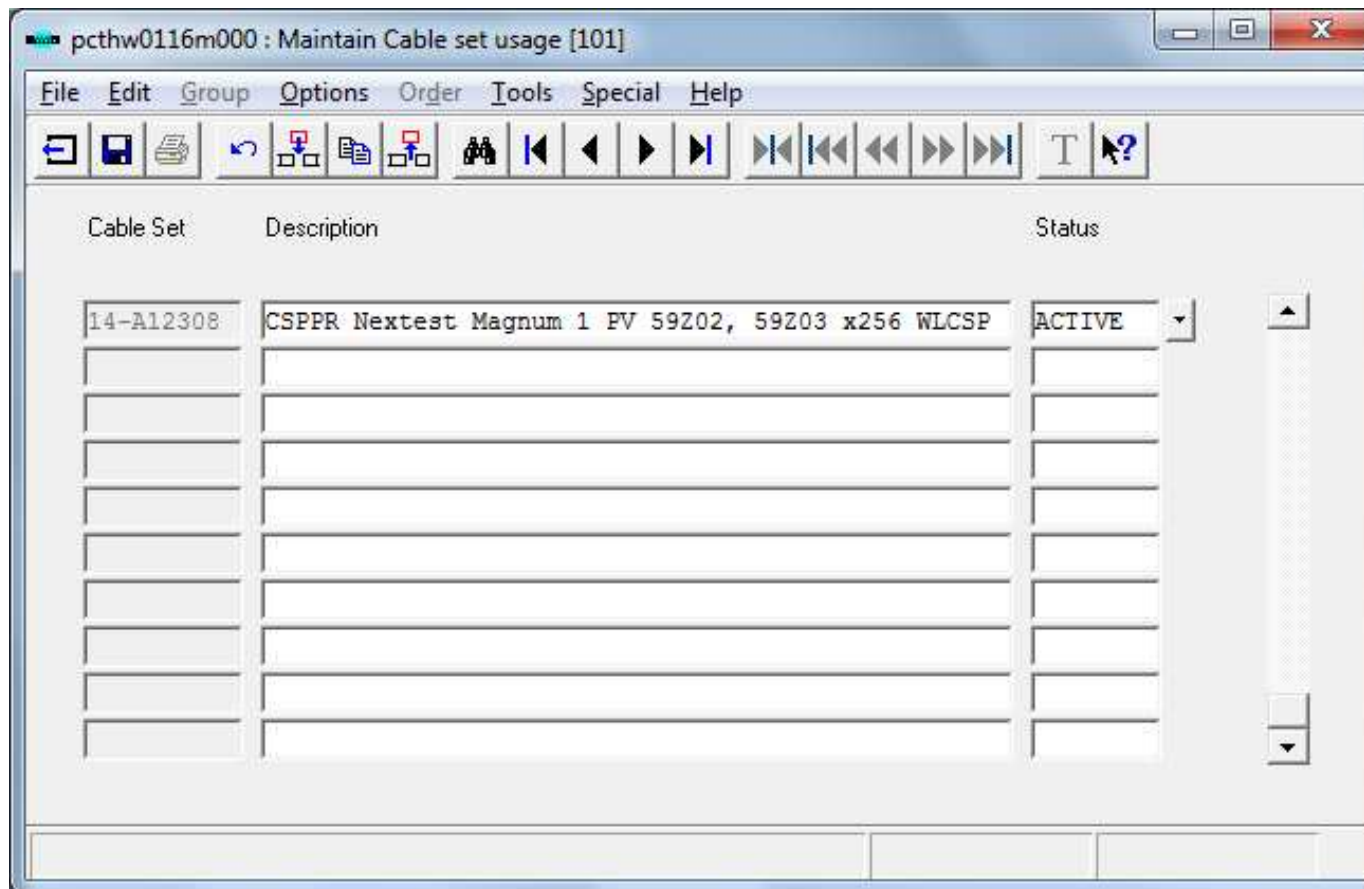 pcthw0116m000 : Maintain Cable set usage [101]
File Edit Group Options Order Tools Special Help
T ?
Cable Set Description Status
14-A12308 CSPPR Nextest Magnum 1 PV 59Z02, 59Z03 x256 WLCSP ACTIVE